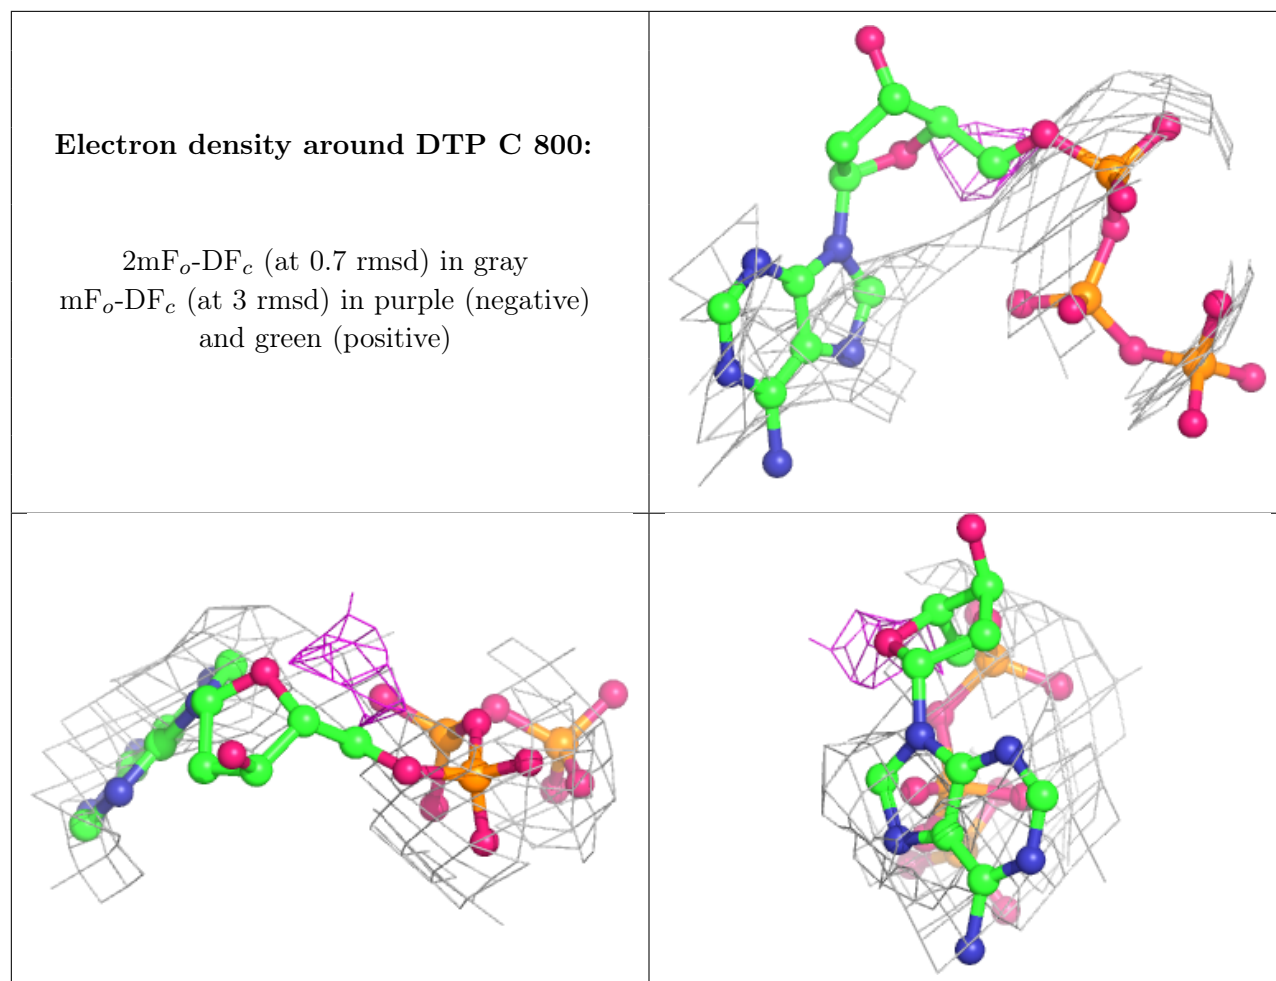 Electron density around DTP C 800:
2mFo-DFc (at 0.7 rmsd) in gray
mFo-DFc (at 3 rmsd) in purple (negative)
and green (positive)